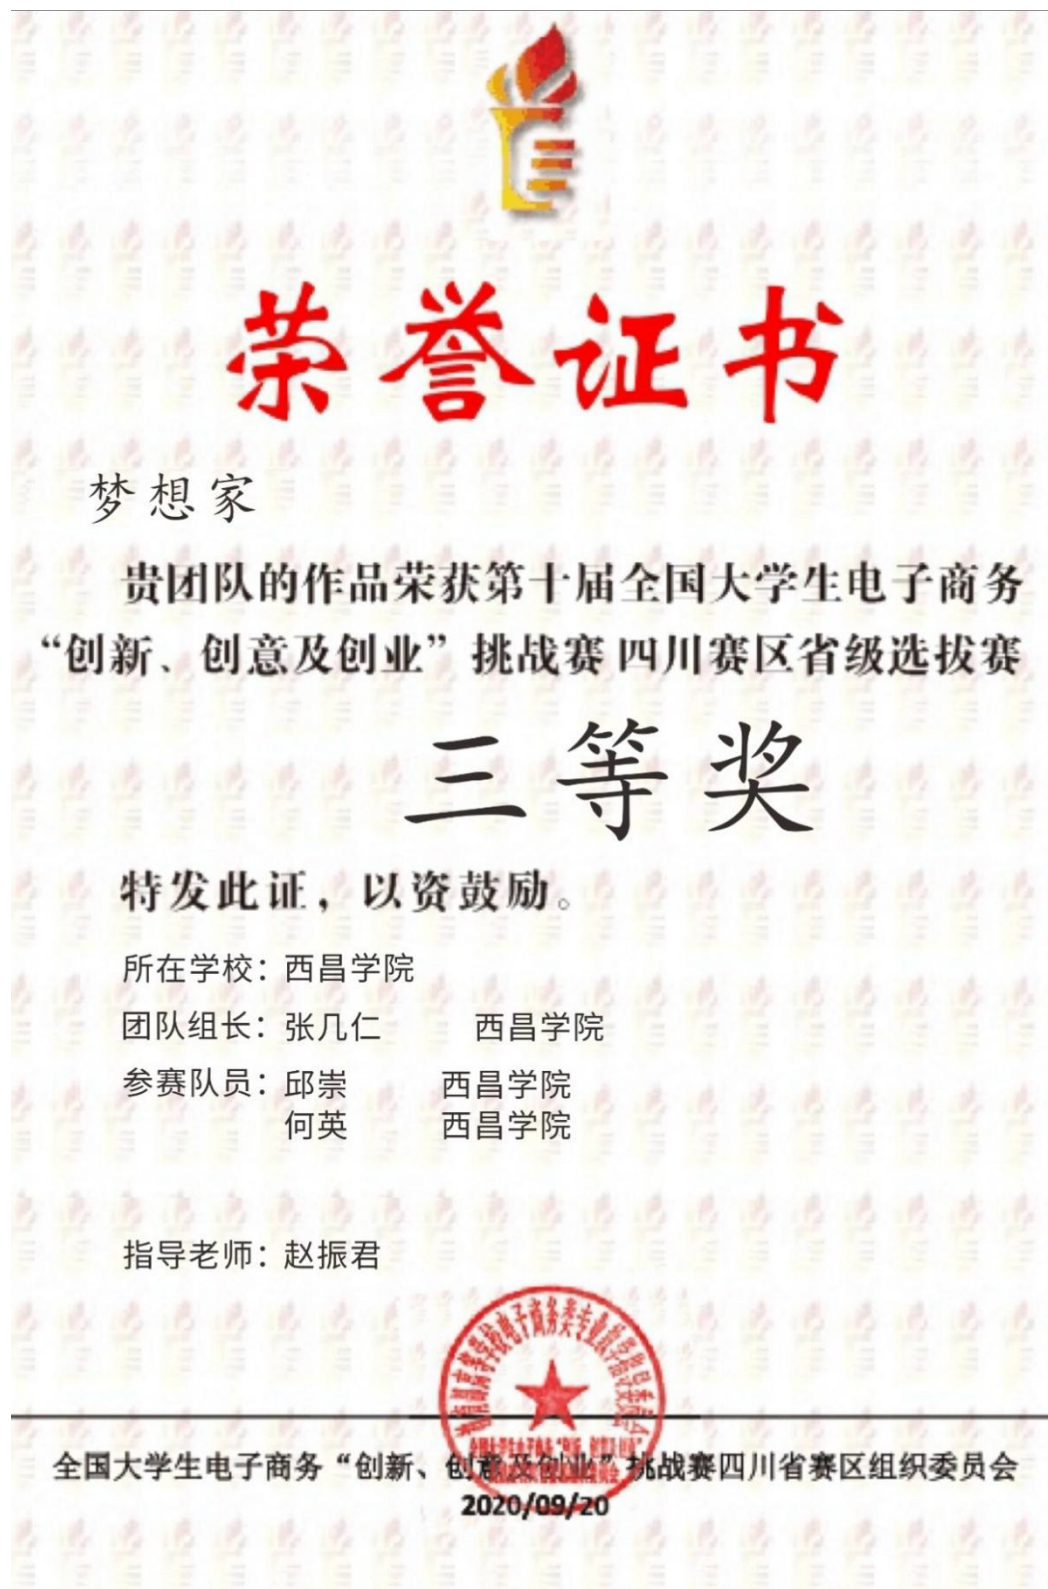 荣誉证书
梦想家
贵团队的作品荣获第十届全国大学生电子商务
“创新、创意及创业”挑战赛 四川赛区省级选拔赛
三等奖
特发此证，以资鼓励。
所在学校：西昌学院
团队组长：张几仁 西昌学院
参赛队员：邱崇 西昌学院
何英 西昌学院
指导老师：赵振君
全国大学生电子商务“创新、创意及创业”挑战赛四川省赛区组织委员会
2020/09/20